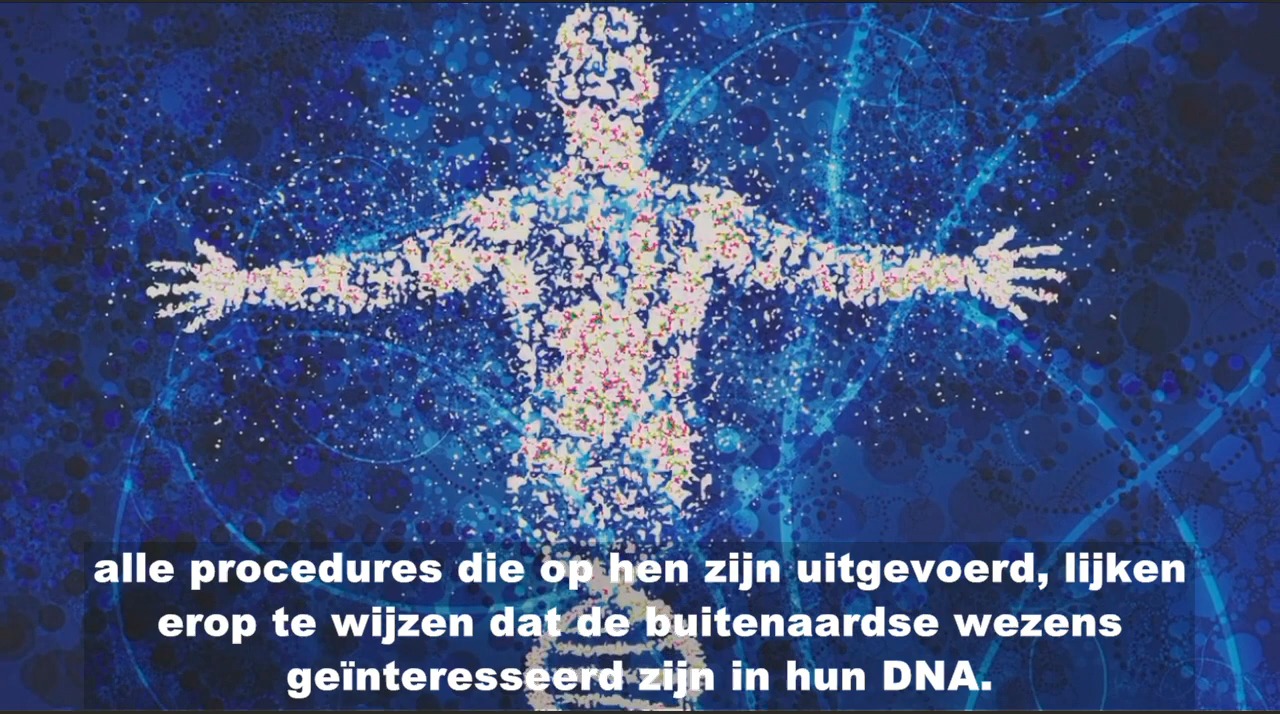 alle procedures die op hen zijn uitgevoerd, lijken
erop te wijzen dat de buitenaardse wezens
geïnteresseerd zijn in hun DNA.